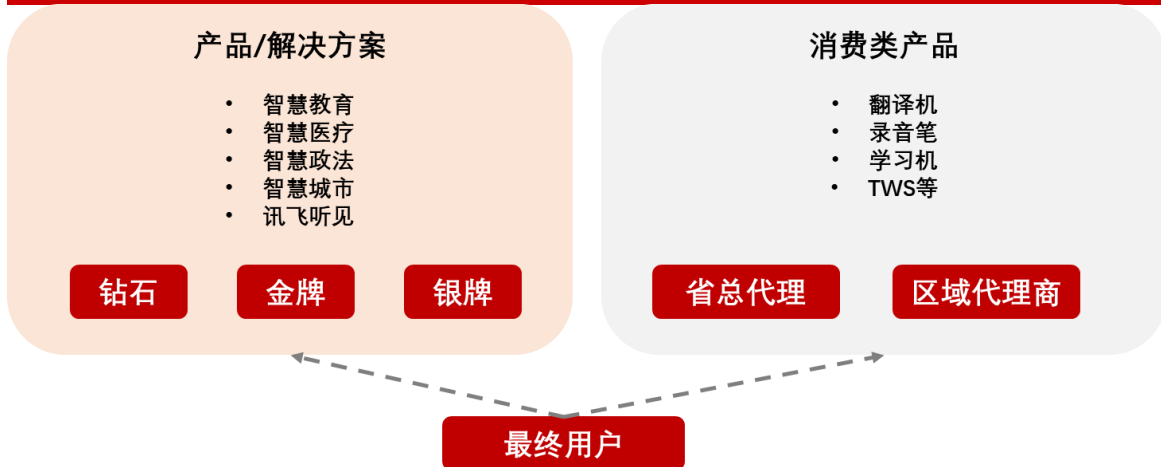 产品/解决方案
• 智慧教育
• 智慧医疗
• 智慧政法
• 智慧城市
• 讯飞听见
钻石
金牌
银牌
消费类产品
• 翻译机
• 录音笔
• 学习机
• TWS等
省总代理
区域代理商
最终用户